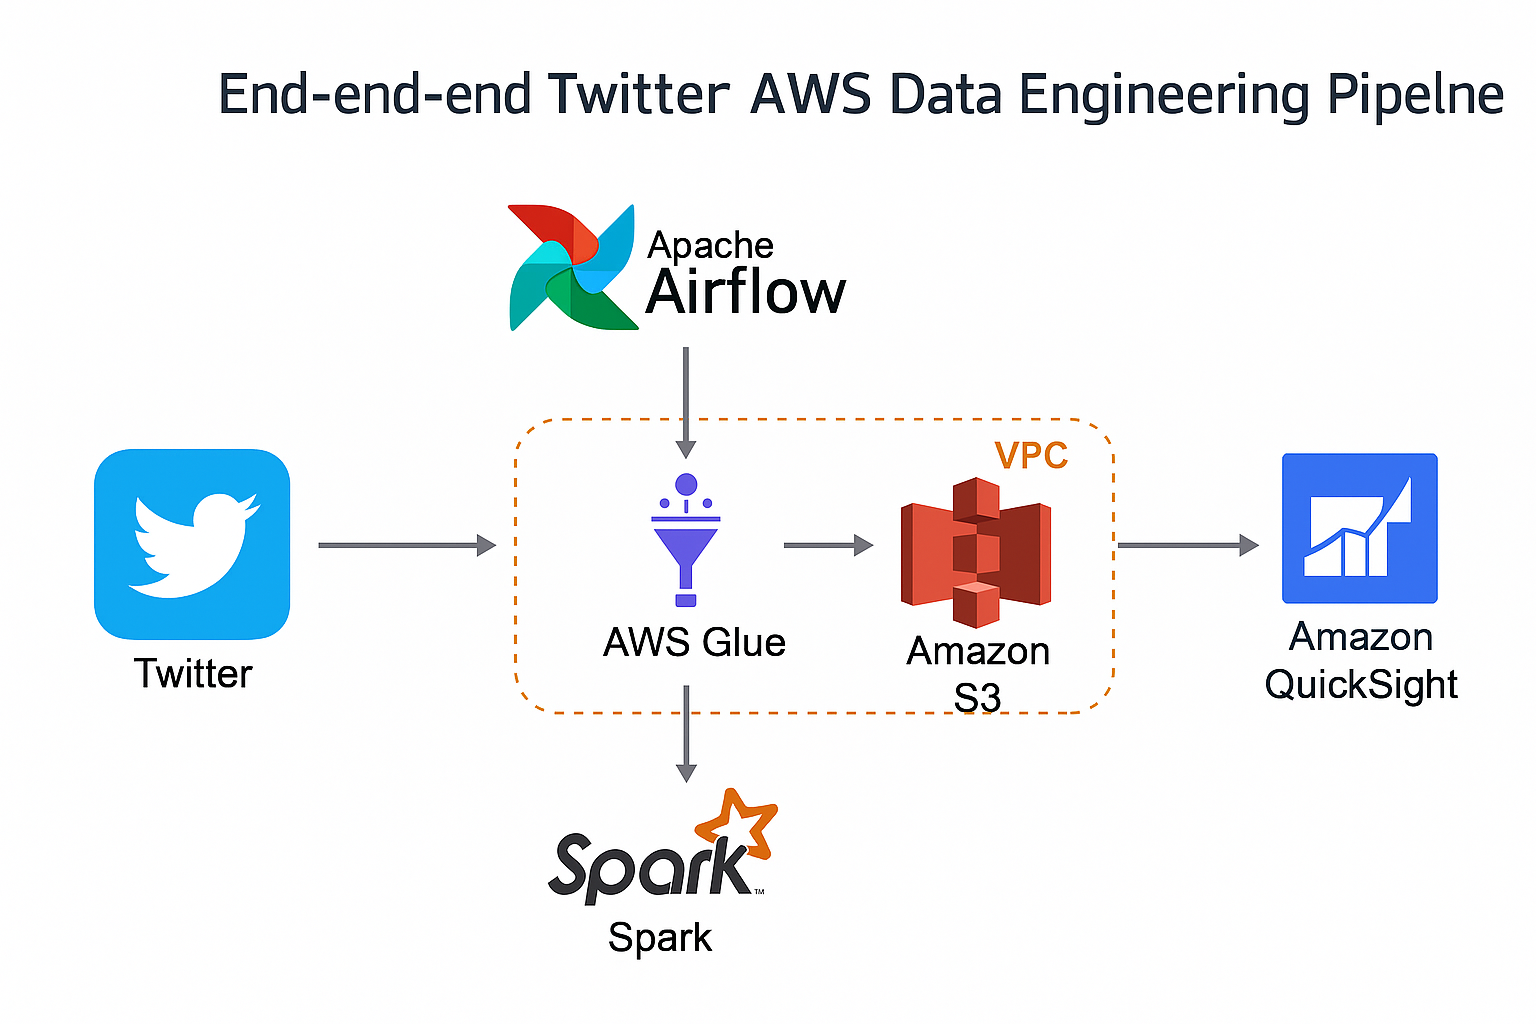 End-end-end Twitter AWS Data Engineering Pipelne
Apache
Airflow
VPC
Twitter
AWS Glue
Amazon
S3
Amazon
QuickSight
Spark™
Spark